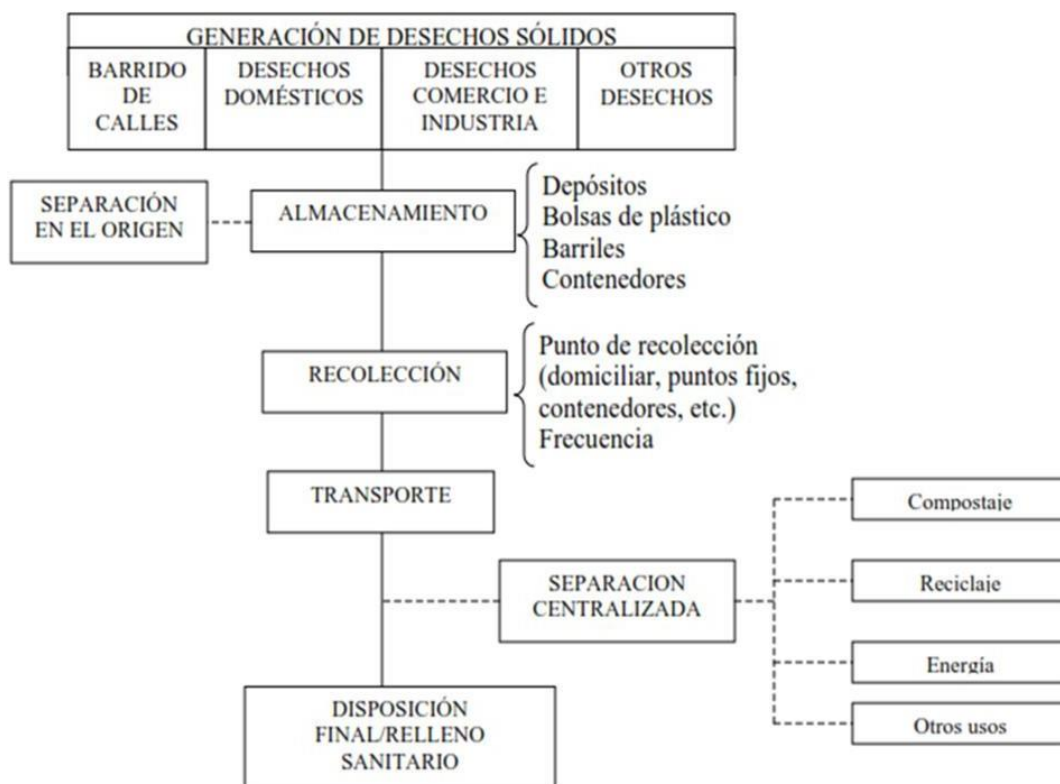 GENERACIÓN DE DESECHOS SÓLIDOS
BARRIDO
DE
CALLES
DESECHOS
DOMÉSTICOS
DESECHOS
COMERCIO E
INDUSTRIA
OTROS
DESECHOS
SEPARACIÓN
EN EL ORIGEN
ALMACENAMIENTO
Depósitos
Bolsas de plástico
Barriles
Contenedores
RECOLECCIÓN
Punto de recolección
(domiciliar, puntos fijos,
contenedores, etc.)
Frecuencia
TRANSPORTE
SEPARACION
CENTRALIZADA
Compostaje
Reciclaje
Energía
Otros usos
DISPOSICIÓN
FINAL/RELLENO
SANITARIO